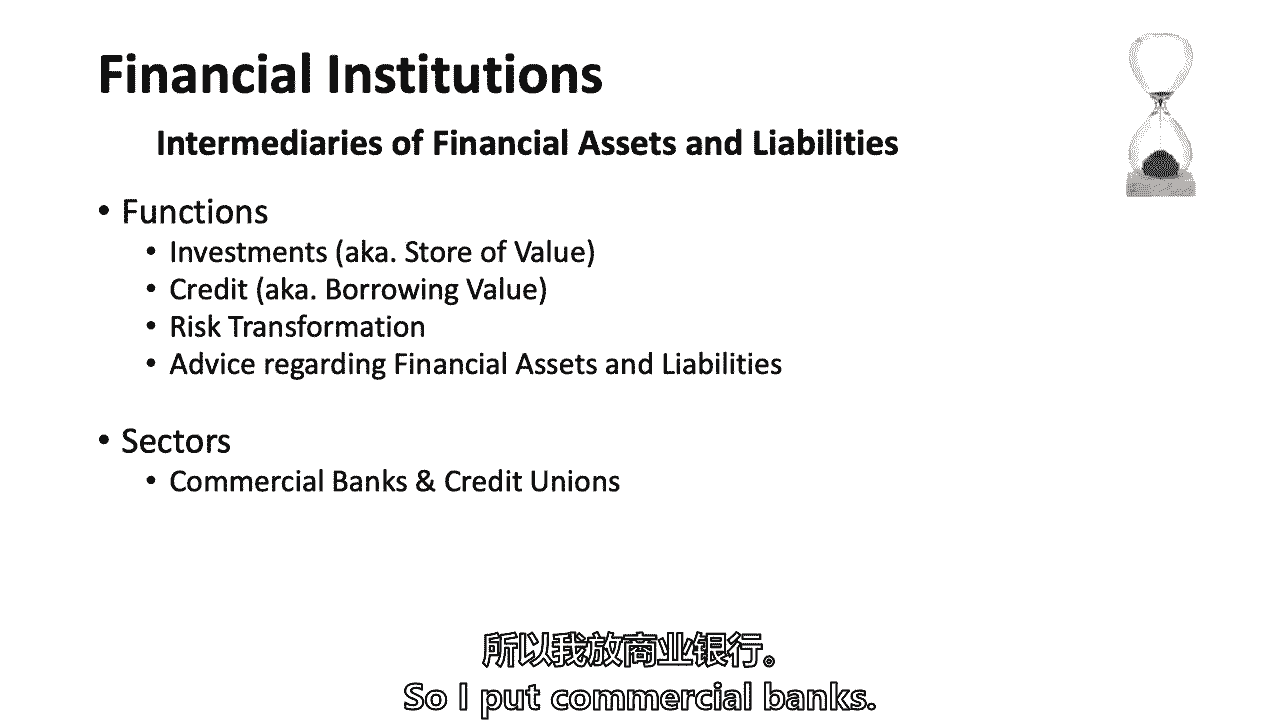 Financial Institutions
Intermediaries of Financial Assets and Liabilities
• Functions
• Investments (aka. Store of Value)
• Credit (aka. Borrowing Value)
• Risk Transformation
• Advice regarding Financial Assets and Liabilities
• Sectors
• Commercial Banks & Credit Unions
所以我放商业银行。
So I put commercial banks.